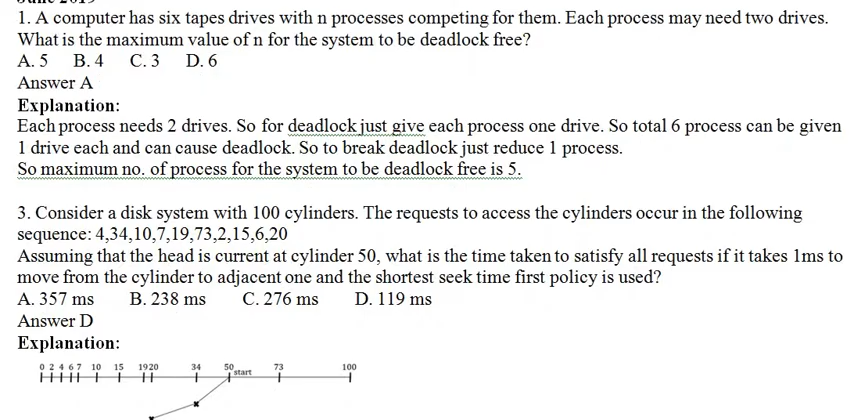 June 2019
1. A computer has six tapes drives with n processes competing for them. Each process may need two drives.
What is the maximum value of n for the system to be deadlock free?
A. 5 B. 4 C. 3 D. 6
Answer A
Explanation:
Each process needs 2 drives. So for deadlock just give each process one drive. So total 6 process can be given
1 drive each and can cause deadlock. So to break deadlock just reduce 1 process.
So maximum no. of process for the system to be deadlock free is 5.
3. Consider a disk system with 100 cylinders. The requests to access the cylinders occur in the following
sequence: 4,34,10,7,19,73,2,15,6,20
Assuming that the head is current at cylinder 50, what is the time taken to satisfy all requests if it takes 1ms to
move from the cylinder to adjacent one and the shortest seek time first policy is used?
A. 357 ms B. 238 ms C. 276 ms D. 119 ms
Answer D
Explanation:
0 2 4 6 7 10 15 19 20 34 50 73 100
start